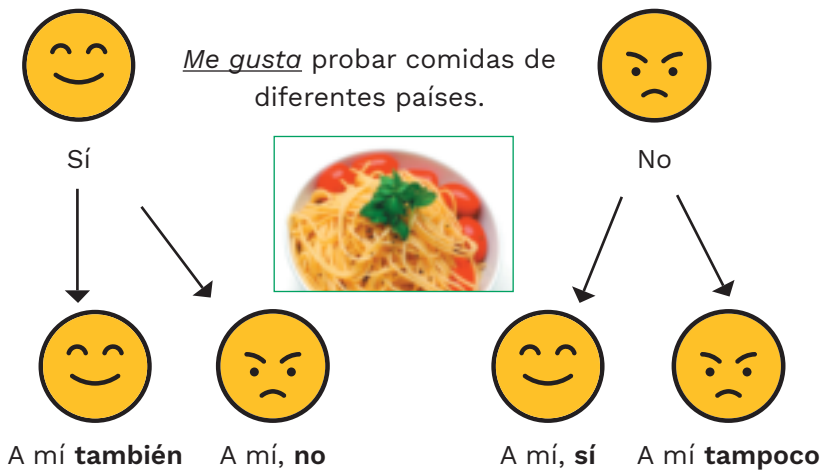 Me gusta probar comidas de
diferentes países.
Sí
No
A mí también
A mí, no
A mí, sí
A mí tampoco